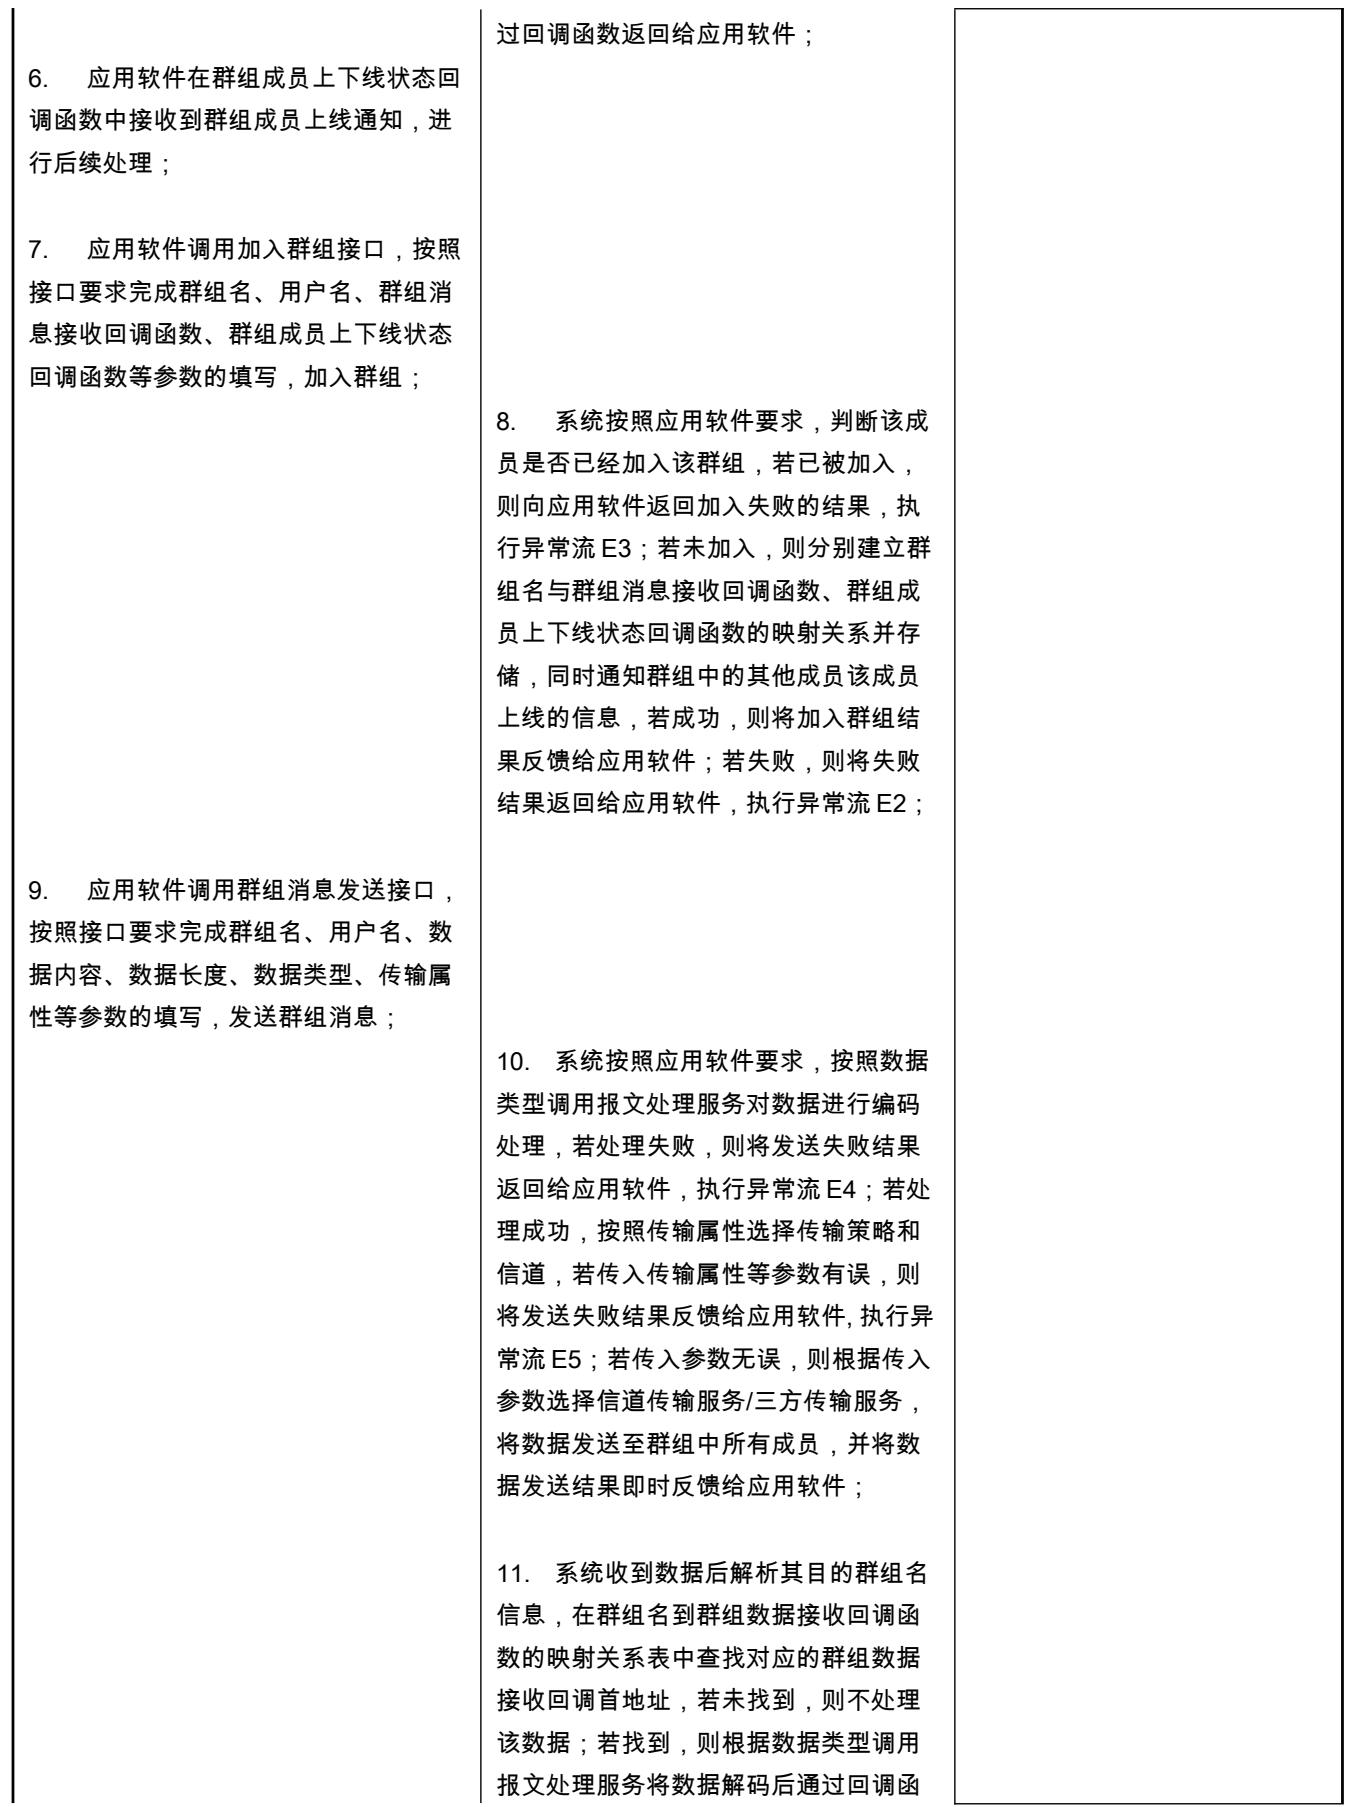 过回调函数返回给应用软件；
6. 应用软件在群组成员上下线状态回
调函数中接收到群组成员上线通知，进
行后续处理；
7. 应用软件调用加入群组接口，按照
接口要求完成群组名、用户名、群组消
息接收回调函数、群组成员上下线状态
回调函数等参数的填写，加入群组；
8. 系统按照应用软件要求，判断该成
员是否已经加入该群组，若已被加入，
则向应用软件返回加入失败的结果，执
行异常流 E3；若未加入，则分别建立群
组名与群组消息接收回调函数、群组成
员上下线状态回调函数的映射关系并存
储，同时通知群组中的其他成员该成员
上线的信息，若成功，则将加入群组结
果反馈给应用软件；若失败，则将失败
结果返回给应用软件，执行异常流 E2；
9. 应用软件调用群组消息发送接口，
按照接口要求完成群组名、用户名、数
据内容、数据长度、数据类型、传输属
性等参数的填写，发送群组消息；
10. 系统按照应用软件要求，按照数据
类型调用报文处理服务对数据进行编码
处理，若处理失败，则将发送失败结果
返回给应用软件，执行异常流 E4；若处
理成功，按照传输属性选择传输策略和
信道，若传入传输属性等参数有误，则
将发送失败结果反馈给应用软件, 执行异
常流 E5；若传入参数无误，则根据传入
参数选择信道传输服务/三方传输服务，
将数据发送至群组中所有成员，并将数
据发送结果即时反馈给应用软件；
11. 系统收到数据后解析其目的群组名
信息，在群组名到群组数据接收回调函
数的映射关系表中查找对应的群组数据
接收回调首地址，若未找到，则不处理
该数据；若找到，则根据数据类型调用
报文处理服务将数据解码后通过回调函